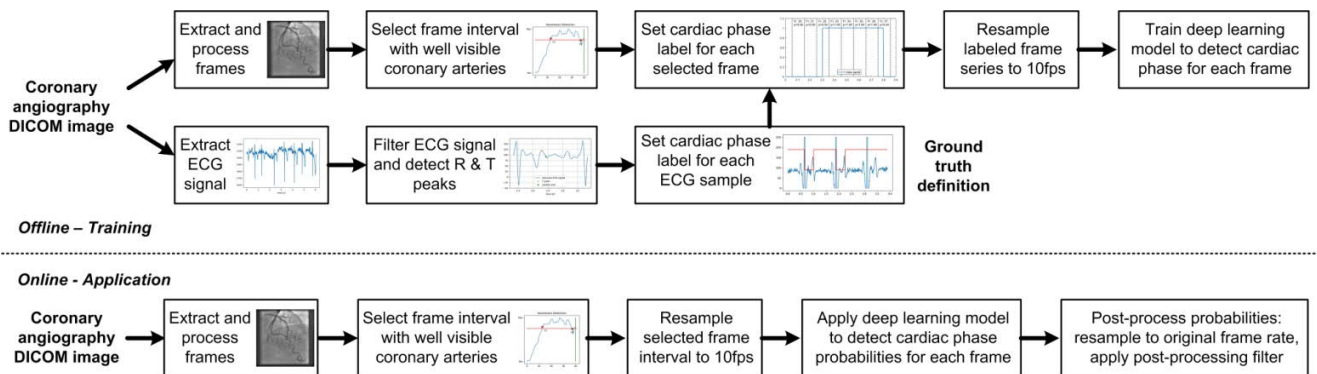 Coronary
angiography
DICOM image
Extract and
process
frames
Select frame interval
with well visible
coronary arteries
Set cardiac phase
label for each
selected frame
Resample
labeled frame
series to 10fps
Train deep learning
model to detect cardiac
phase for each frame
Extract
ECG
signal
Filter ECG signal
and detect R & T
peaks
Set cardiac phase
label for each
ECG sample
Ground
truth
definition
Offline – Training
Online - Application
Coronary
angiography
DICOM image
Extract and
process
frames
Select frame interval
with well visible
coronary arteries
Resample
selected frame
interval to 10fps
Apply deep learning model
to detect cardiac phase
probabilities for each frame
Post-process probabilities:
resample to original frame rate,
apply post-processing filter